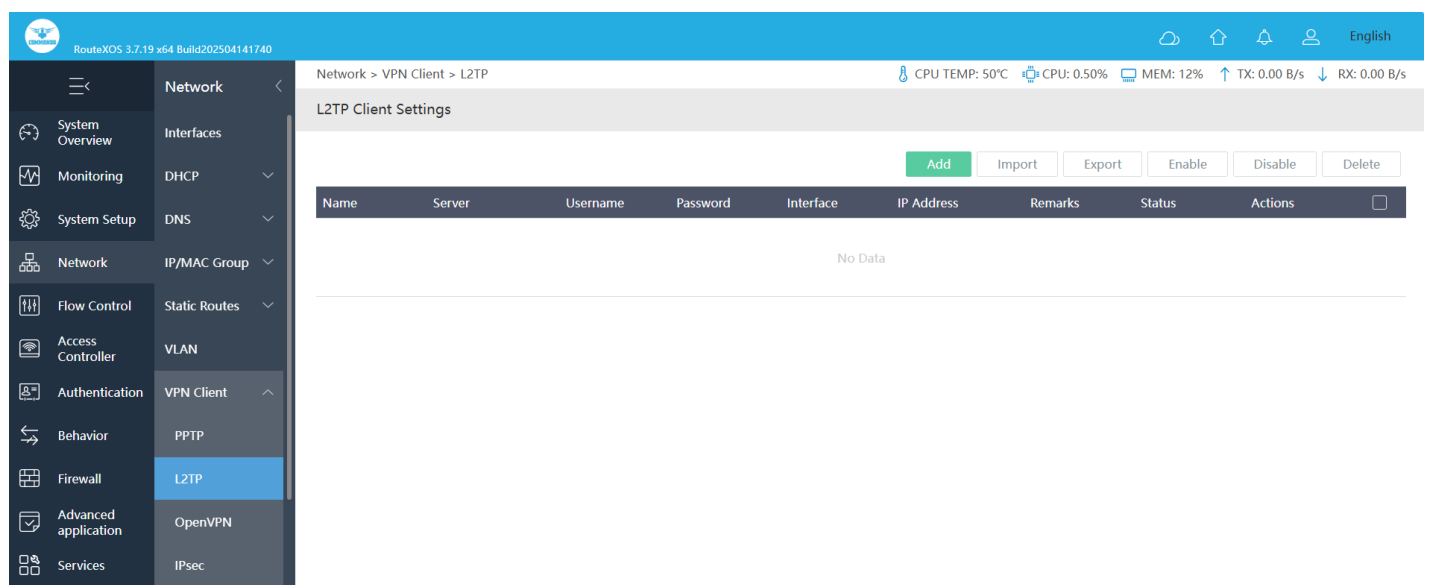 COMMANDO
RouteXOS 3.7.19 x64 Build202504141740
English
Network
Network > VPN Client > L2TP
CPU TEMP: 50℃ CPU: 0.50% MEM: 12% TX: 0.00 B/s RX: 0.00 B/s
L2TP Client Settings
System
Overview
Monitoring
System Setup
Network
Flow Control
Access
Controller
Authentication
Behavior
Firewall
Advanced
application
Services
Interfaces
DHCP
DNS
IP/MAC Group
Static Routes
VLAN
VPN Client
PPTP
L2TP
OpenVPN
IPsec
Add Import Export Enable Disable Delete
Name Server Username Password Interface IP Address Remarks Status Actions
No Data